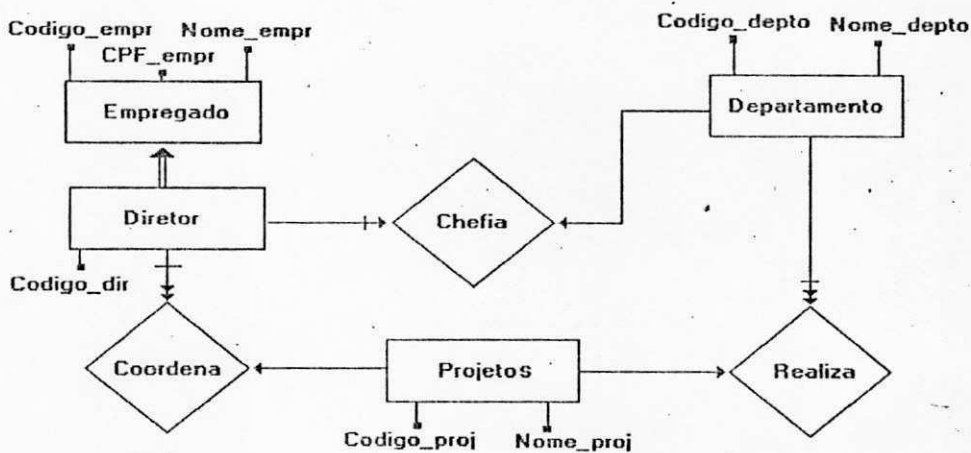 Codigo_empr Nome_empr
CPF_empr
Empregado
Codigo_depto
Nome_depto
Departamento
Diretor
Chefia
Codigo_dir
Coordena
Projetos
Realiza
Codigo_proj Nome_proj